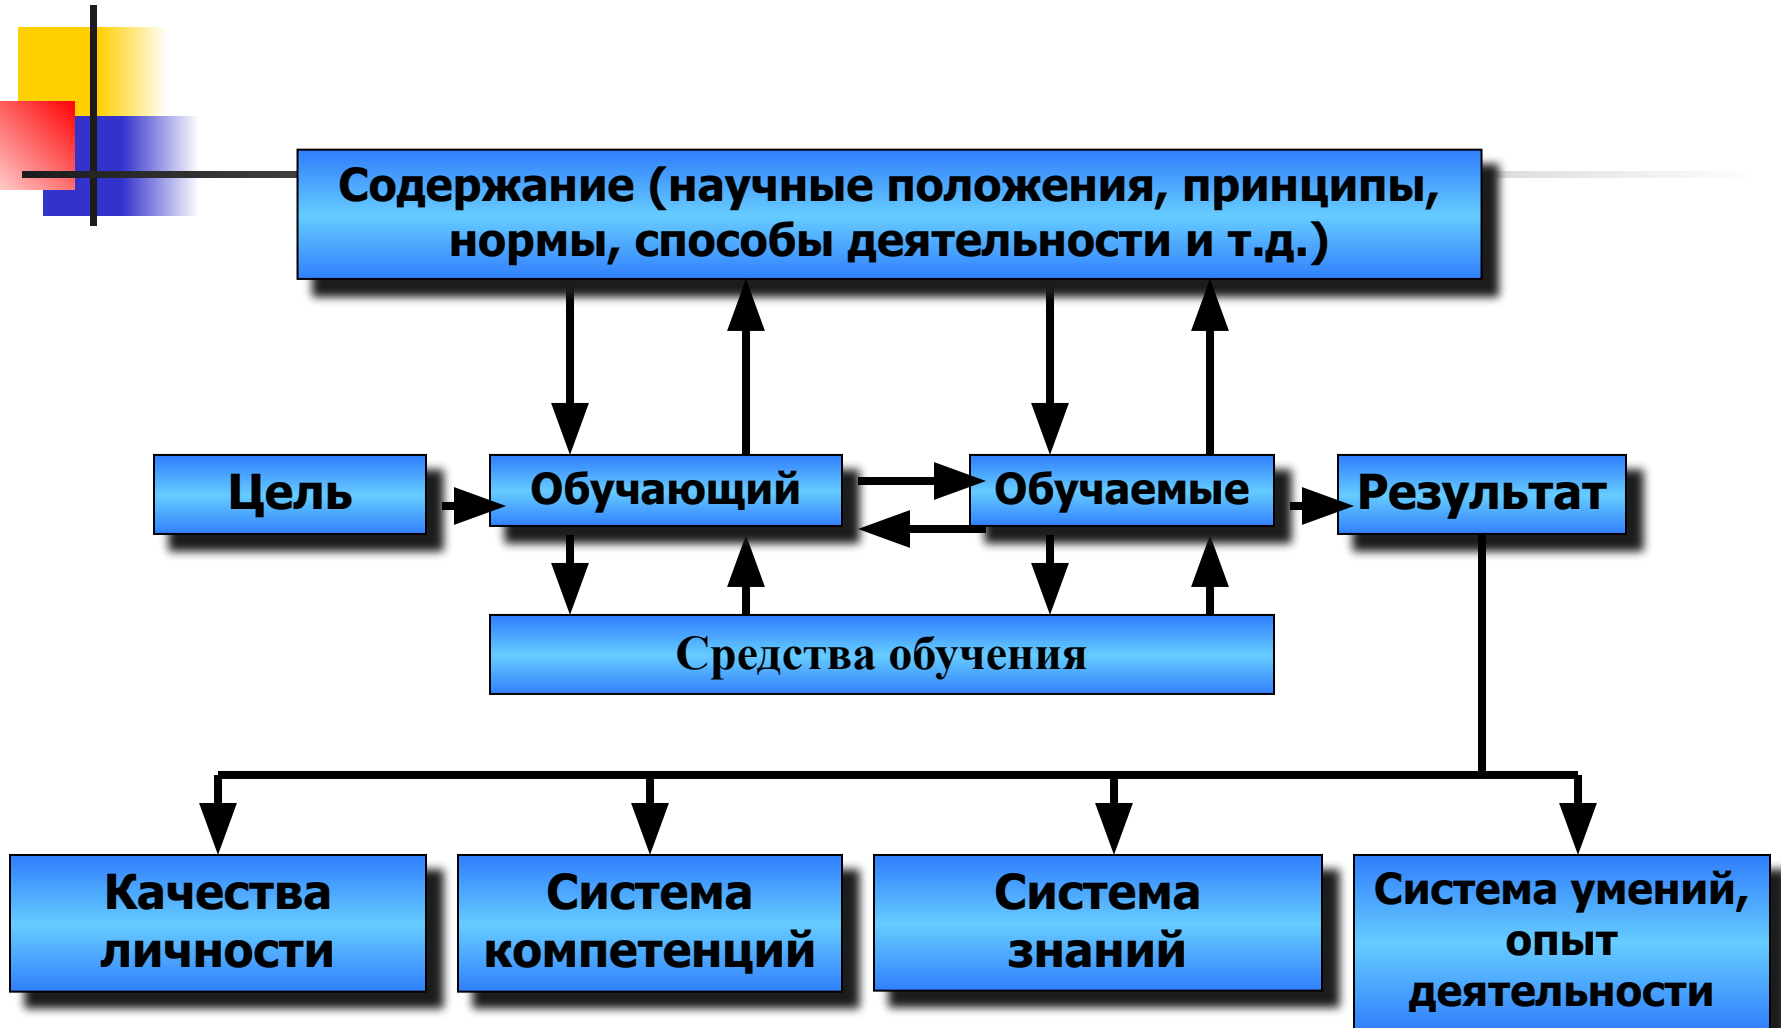 Содержание (научные положения, принципы,
нормы, способы деятельности и т.д.)
Цель
Обучающий
Обучаемые
Результат
Средства обучения
Качества
личности
Система
компетенций
Система
знаний
Система умений,
опыт
деятельности